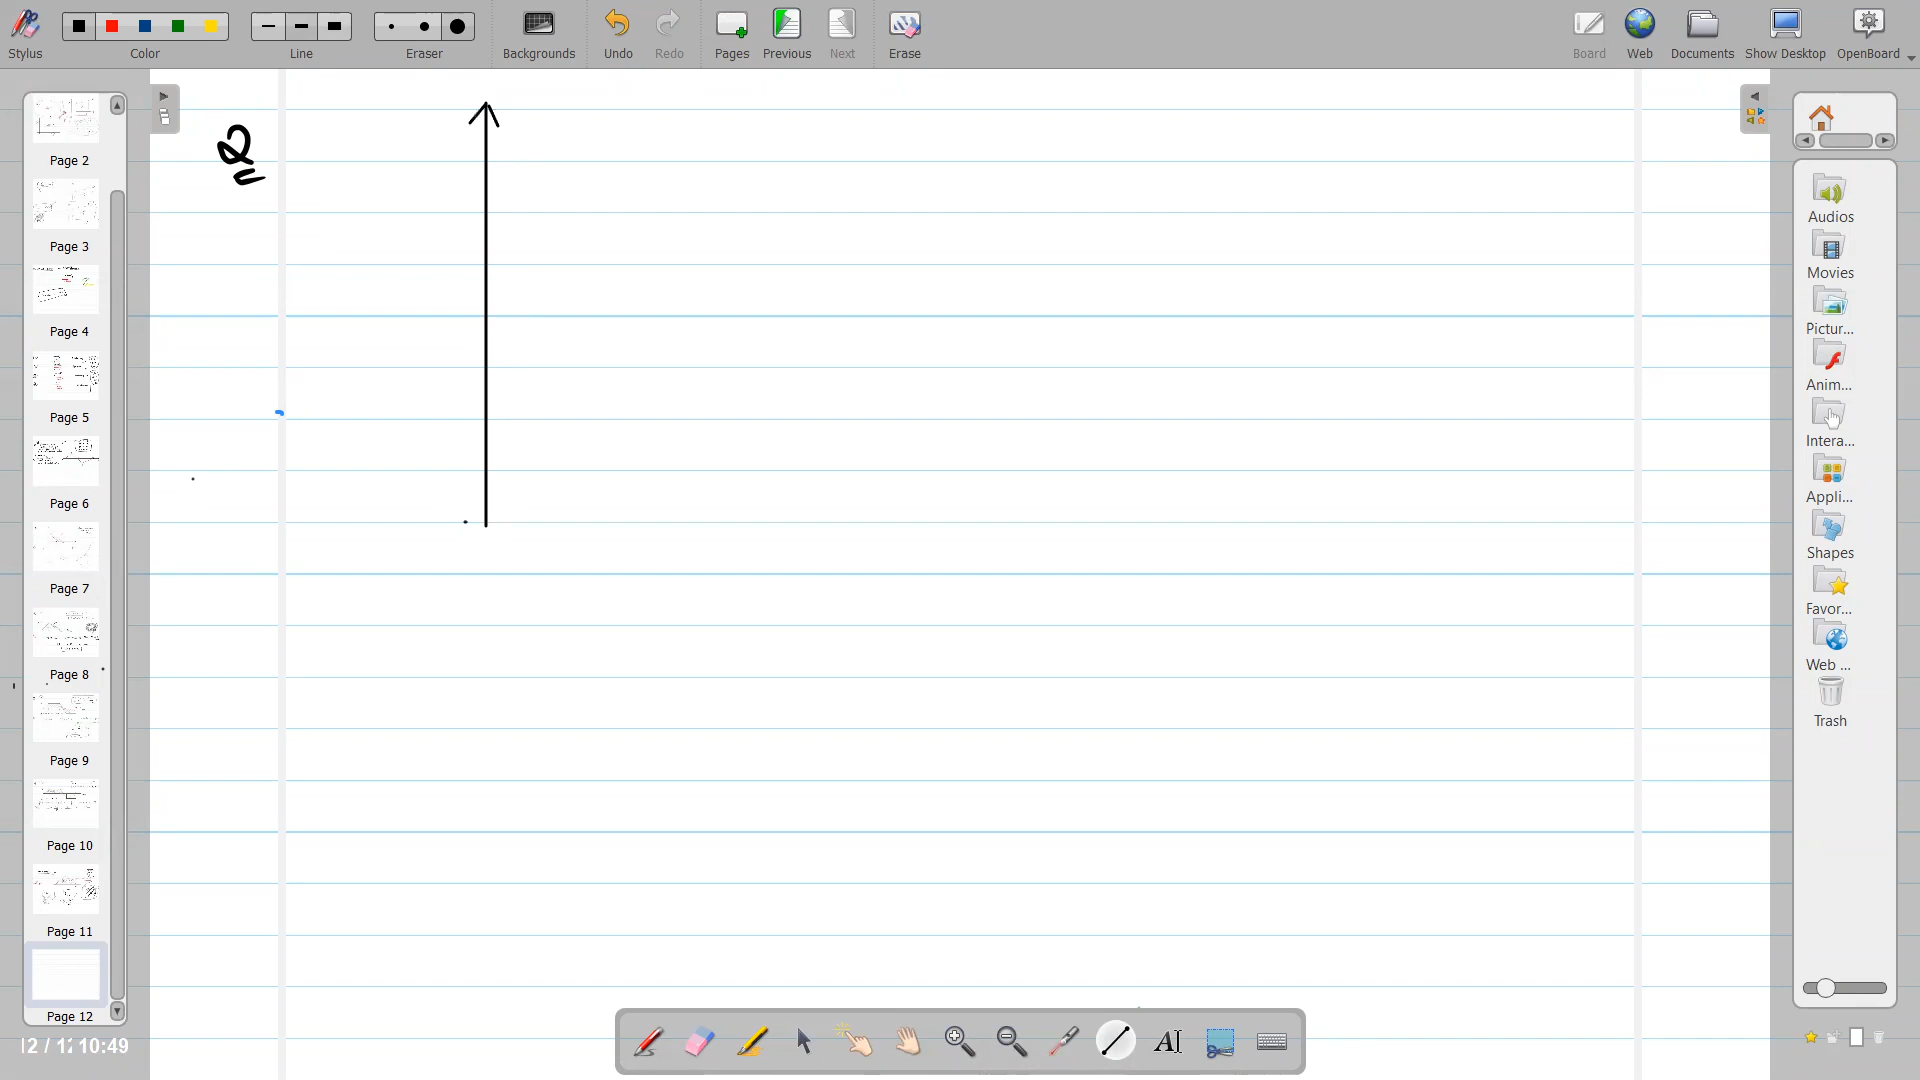 Stylus Color Line Eraser Backgrounds Undo Redo Pages Previous Next Erase Board Web Documents Show Desktop OpenBoard
Q
Page 2
Page 3
Page 4
Page 5
Page 6
Page 7
Page 8
Page 9
Page 10
Page 11
Page 12
Audios
Movies
Pictur...
Anim...
Intera...
Appli...
Shapes
Favor...
Web ...
Trash
10:49